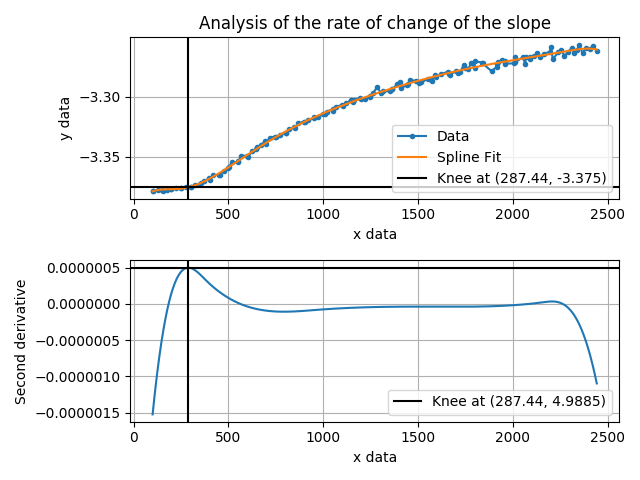 Analysis of the rate of change of the slope
−3.30
−3.35
y data
Data
Spline Fit
Knee at (287.44, -3.375)
0 500 1000 1500 2000 2500
x data
0.0000005
0.0000000
−0.0000005
−0.0000010
−0.0000015
Second derivative
Knee at (287.44, 4.9885)
0 500 1000 1500 2000 2500
x data